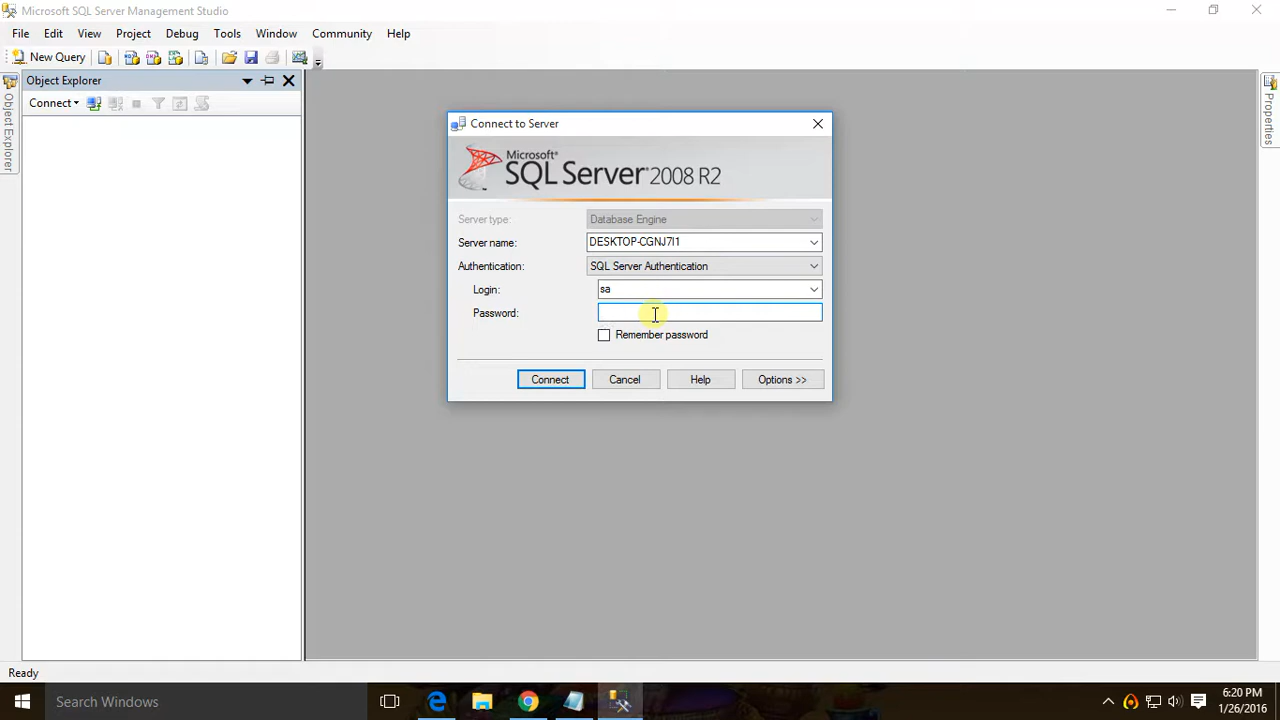 Microsoft SQL Server Management Studio
File Edit View Project Debug Tools Window Community Help
New Query
Object Explorer
Connect
Object Explorer
Properties
Connect to Server
Microsoft®
SQL Server® 2008 R2
Server type: Database Engine
Server name: DESKTOP-CGNJ7I1
Authentication: SQL Server Authentication
Login: sa
Password:
Remember password
Connect Cancel Help Options >>
Ready
Search Windows
6:20 PM
1/26/2016